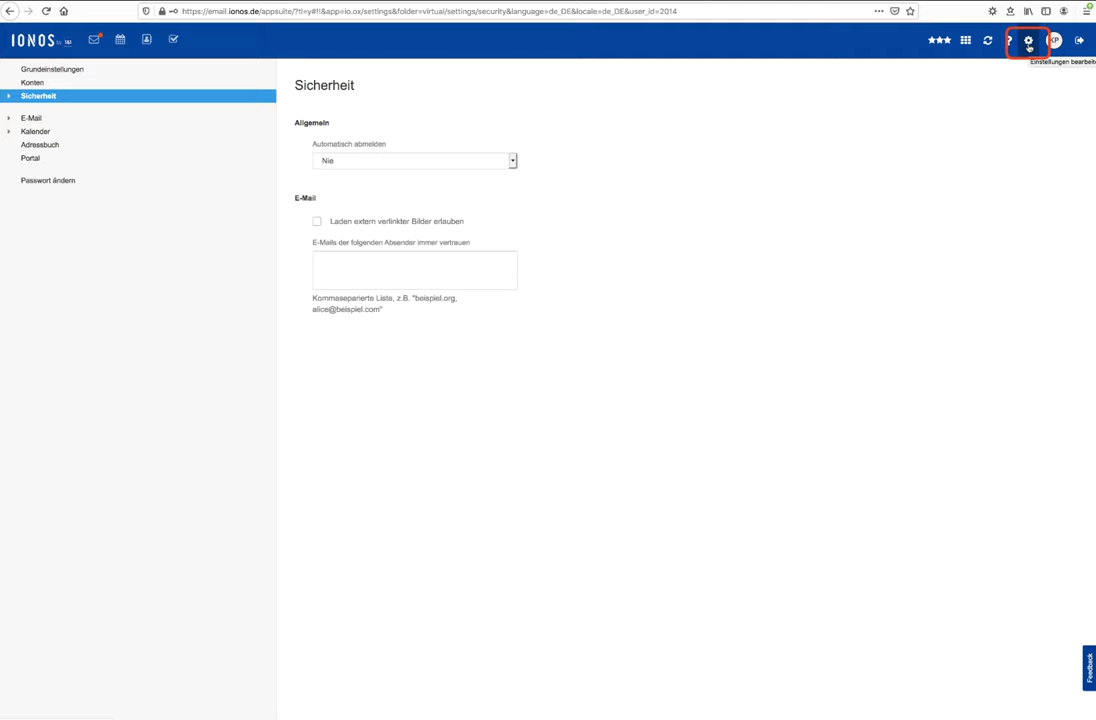 https://email.ionos.de/appsuite/?tl=y#!!&app=io.ox/settings&folder=virtual/settings/security&language=de_DE&locale=de_DE&user_id=2014
IONOS by 1&1
?
KP
Einstellungen bearbeite
Grundeinstellungen
Konten
Sicherheit
E-Mail
Kalender
Adressbuch
Portal
Passwort ändern
Sicherheit
Allgemein
Automatisch abmelden
Nie
E-Mail
Laden extern verlinkter Bilder erlauben
E-Mails der folgenden Absender immer vertrauen
Kommaseparierte Liste, z.B. "beispiel.org,
alice@beispiel.com"
Feedback